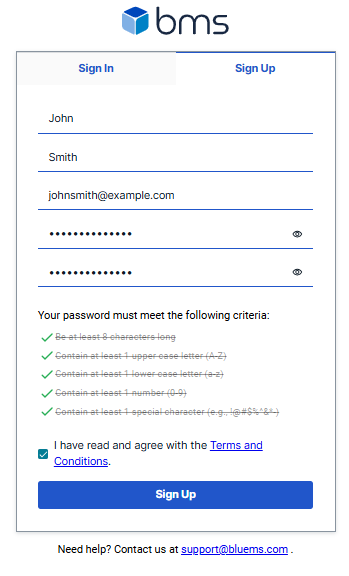 bms
Sign In
Sign Up
John
Smith
johnsmith@example.com
••••••••••••••
••••••••••••••
Your password must meet the following criteria:
Be at least 8 characters long
Contain at least 1 upper case letter (A-Z)
Contain at least 1 lower case letter (a-z)
Contain at least 1 number (0-9)
Contain at least 1 special character (e.g., !@#$%^&* )
I have read and agree with the Terms and
Conditions.
Sign Up
Need help? Contact us at support@bluems.com .